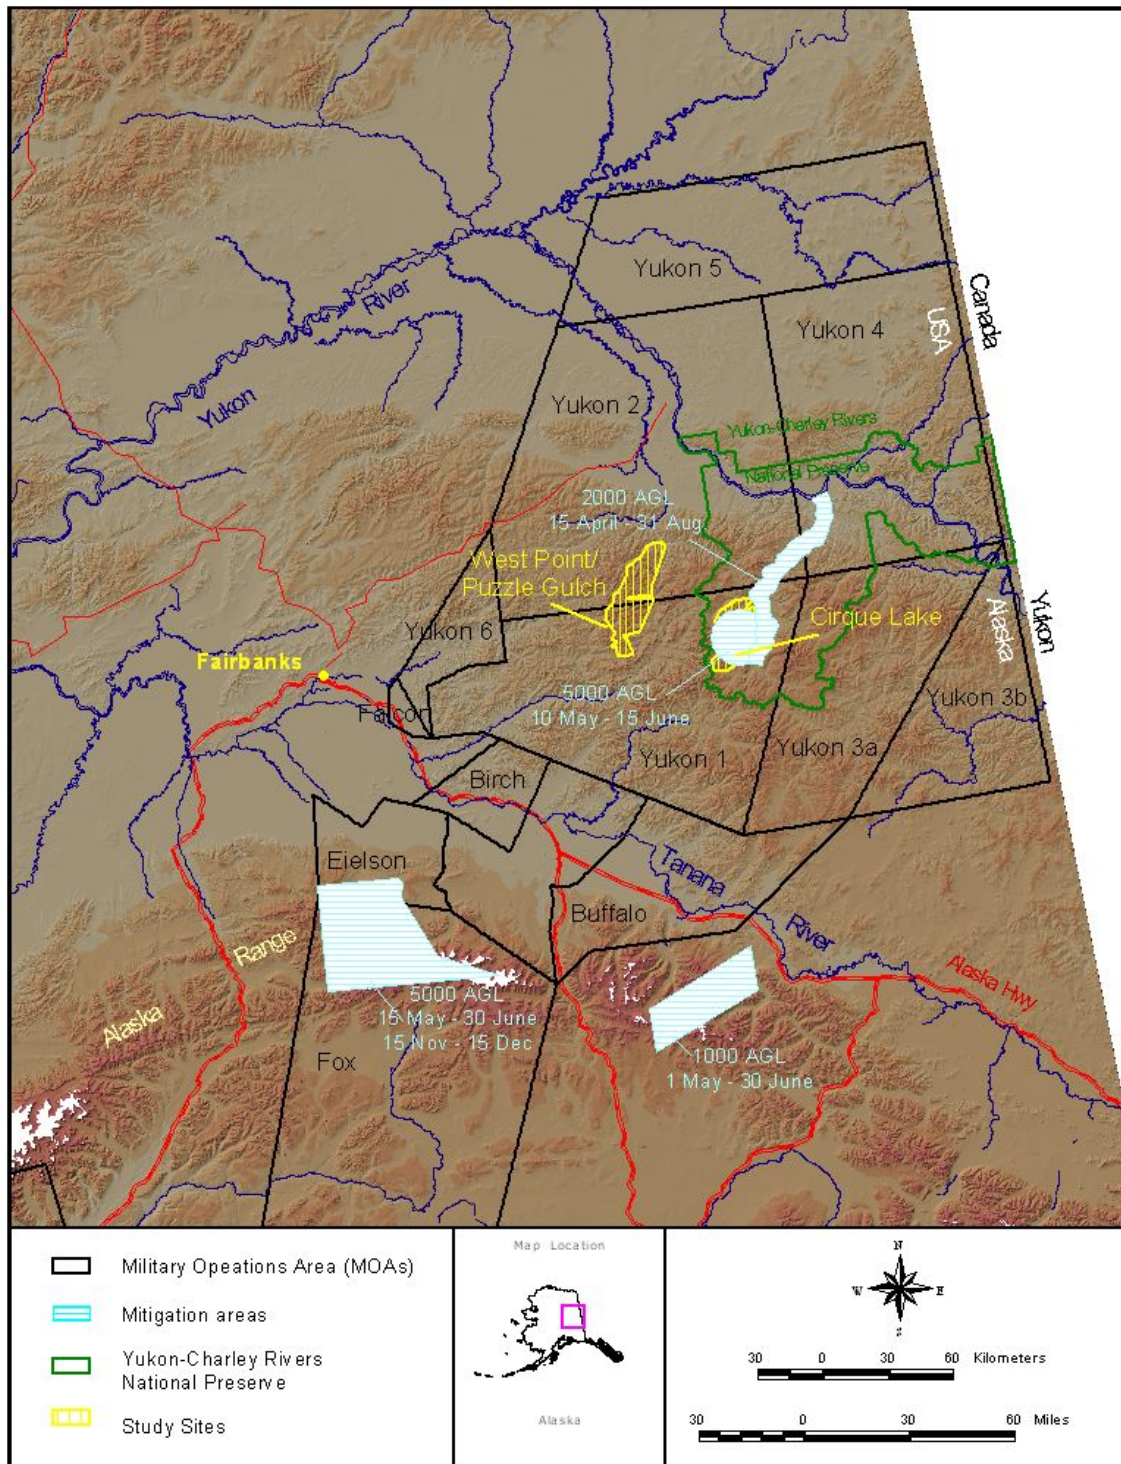 Yukon 5
Canada
USA
Yukon 4
River
Yukon
Yukon 2
Yukon-Charley Rivers
National Preserve
2000 AGL
15 April - 31 Aug
West Point/
Puzzle Gulch
Cirque Lake
Yukon 6
Yukon
Alaska
Fairbanks
5000 AGL
10 May - 15 June
Yukon 3b
Falcon
Yukon 1
Yukon 3a
Birch
Eielson
Tanana
River
Buffalo
Alaska Hwy
Alaska
Range
5000 AGL
15 May - 30 June
15 Nov - 15 Dec
Fox
1000 AGL
1 May - 30 June
Military Opeations Area (MOAs)
Mitigation areas
Yukon-Charley Rivers
National Preserve
Study Sites
Map Location
Alaska
N
W E
S
30 0 30 60 Kilometers
30 0 30 60 Miles